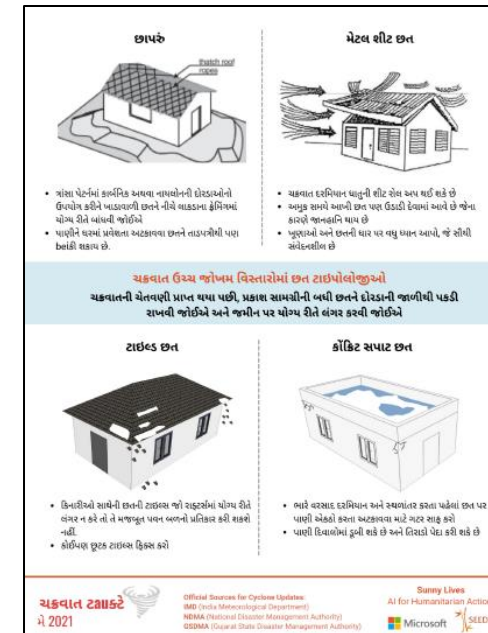 છાપરું
thatch roof
ropes
ત્રાંસા પેટર્નમાં કાર્બનિક અથવા નાયલોનની દોરડાઓનો
ઉપયોગ કરીને ખાડાવાળી છતને નીચે લાકડાના ફ્રેમિંગમાં
યોગ્ય રીતે બાંધવી જોઈએ
પાણીને ઘરમાં પ્રવેશતા અટકાવવા છતને તાડપત્રીથી પણ
beiકી શકાય છે.
મેટલ શીટ છત
ચક્રવાત દરમિયાન ધાતુની શીટ રોલ અપ થઈ શકે છે
અમુક સમયે આખી છત પણ ઉડાડી દેવામાં આવે છે જેના
કારણે જાનહાનિ થાય છે
ખૂણાઓ અને છતની ધાર પર વધુ ધ્યાન આપો, જે સૌથી
સંવેદનશીલ છે
ચક્રવાત ઉચ્ચ જોખમ વિસ્તારોમાં છત ટાઇપોલોજીઓ
ચક્રવાતની ચેતવણી પ્રાપ્ત થયા પછી, પ્રકાશ સામગ્રીની બધી છતને દોરડાની જાળીથી પકડી
રાખવી જોઈએ અને જમીન પર યોગ્ય રીતે લંગર કરવી જોઈએ
ટાઇલ્ડ છત
કિનારીઓ સાથેની છતની ટાઇલ્સ જો રાફ્ટર્સમાં યોગ્ય રીતે
લંગર ન કરે તો તે મજબૂત પવન બળનો પ્રતિકાર કરી શકશે
નહીં.
કોઈપણ છૂટક ટાઇલ્સ ફિક્સ કરો
કોંક્રિટ સપાટ છત
ભારે વરસાદ દરમિયાન અને સ્થળાંતર કરતા પહેલાં છત પર
પાણી એકઠો કરતા અટકાવવા માટે ગટર સાફ કરો
પાણી દિવાલોમાં ડૂબી શકે છે અને તિરાડો પેદા કરી શકે છે
ચક્રવાત ટauક્ટે
મે 2021
Official Sources for Cyclone Updates:
IMD (India Meteorological Department)
NDMA (National Disaster Management Authority)
GSDMA (Gujarat State Disaster Management Authority)
Sunny Lives
AI for Humanitarian Action
Microsoft
SEEDS